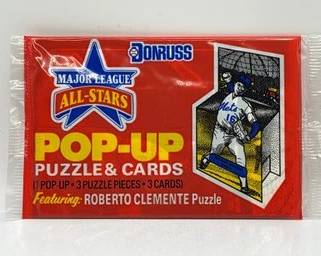 DONRUSS
MAJOR LEAGUE
ALL-STARS
POP-UP
PUZZLE & CARDS
(1 POP-UP • 3 PUZZLE PIECES • 3 CARDS)
Featuring: ROBERTO CLEMENTE Puzzle
Mets
16